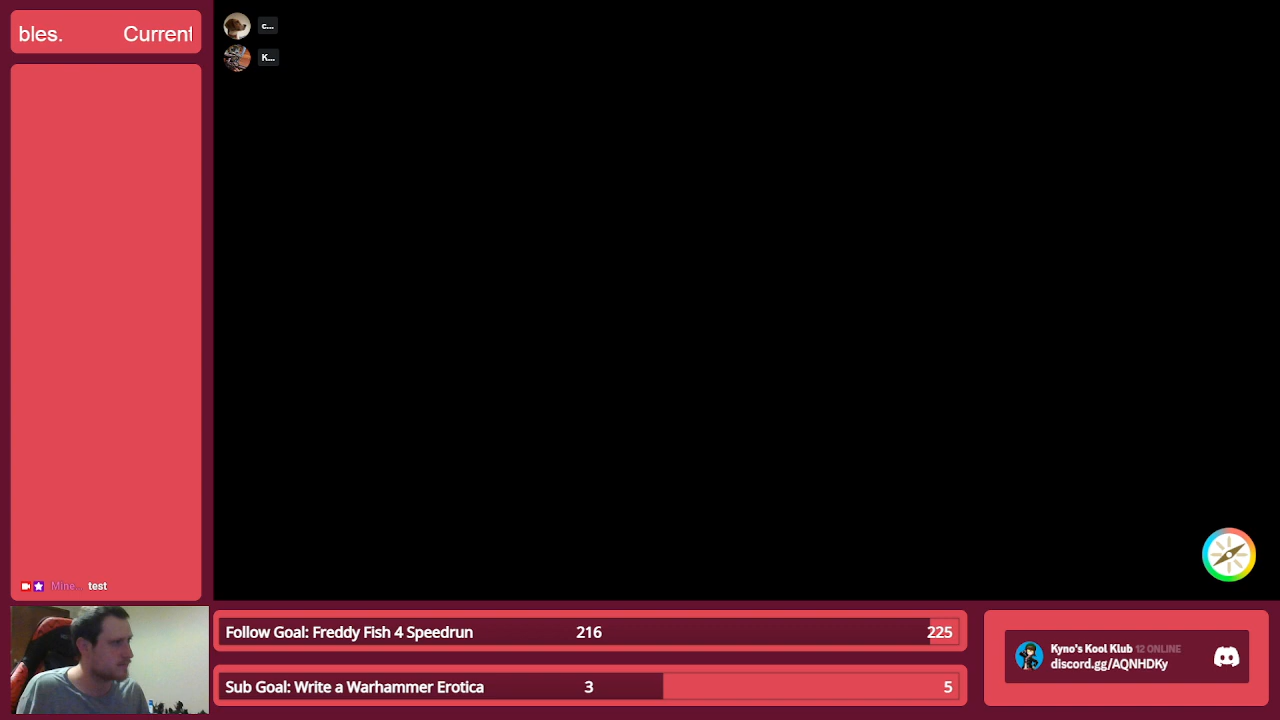 bles. Current
c...
K...
Mine... test
Follow Goal: Freddy Fish 4 Speedrun 216 225
Sub Goal: Write a Warhammer Erotica 3 5
Kyno's Kool Klub 12 ONLINE
discord.gg/AQNHDKy